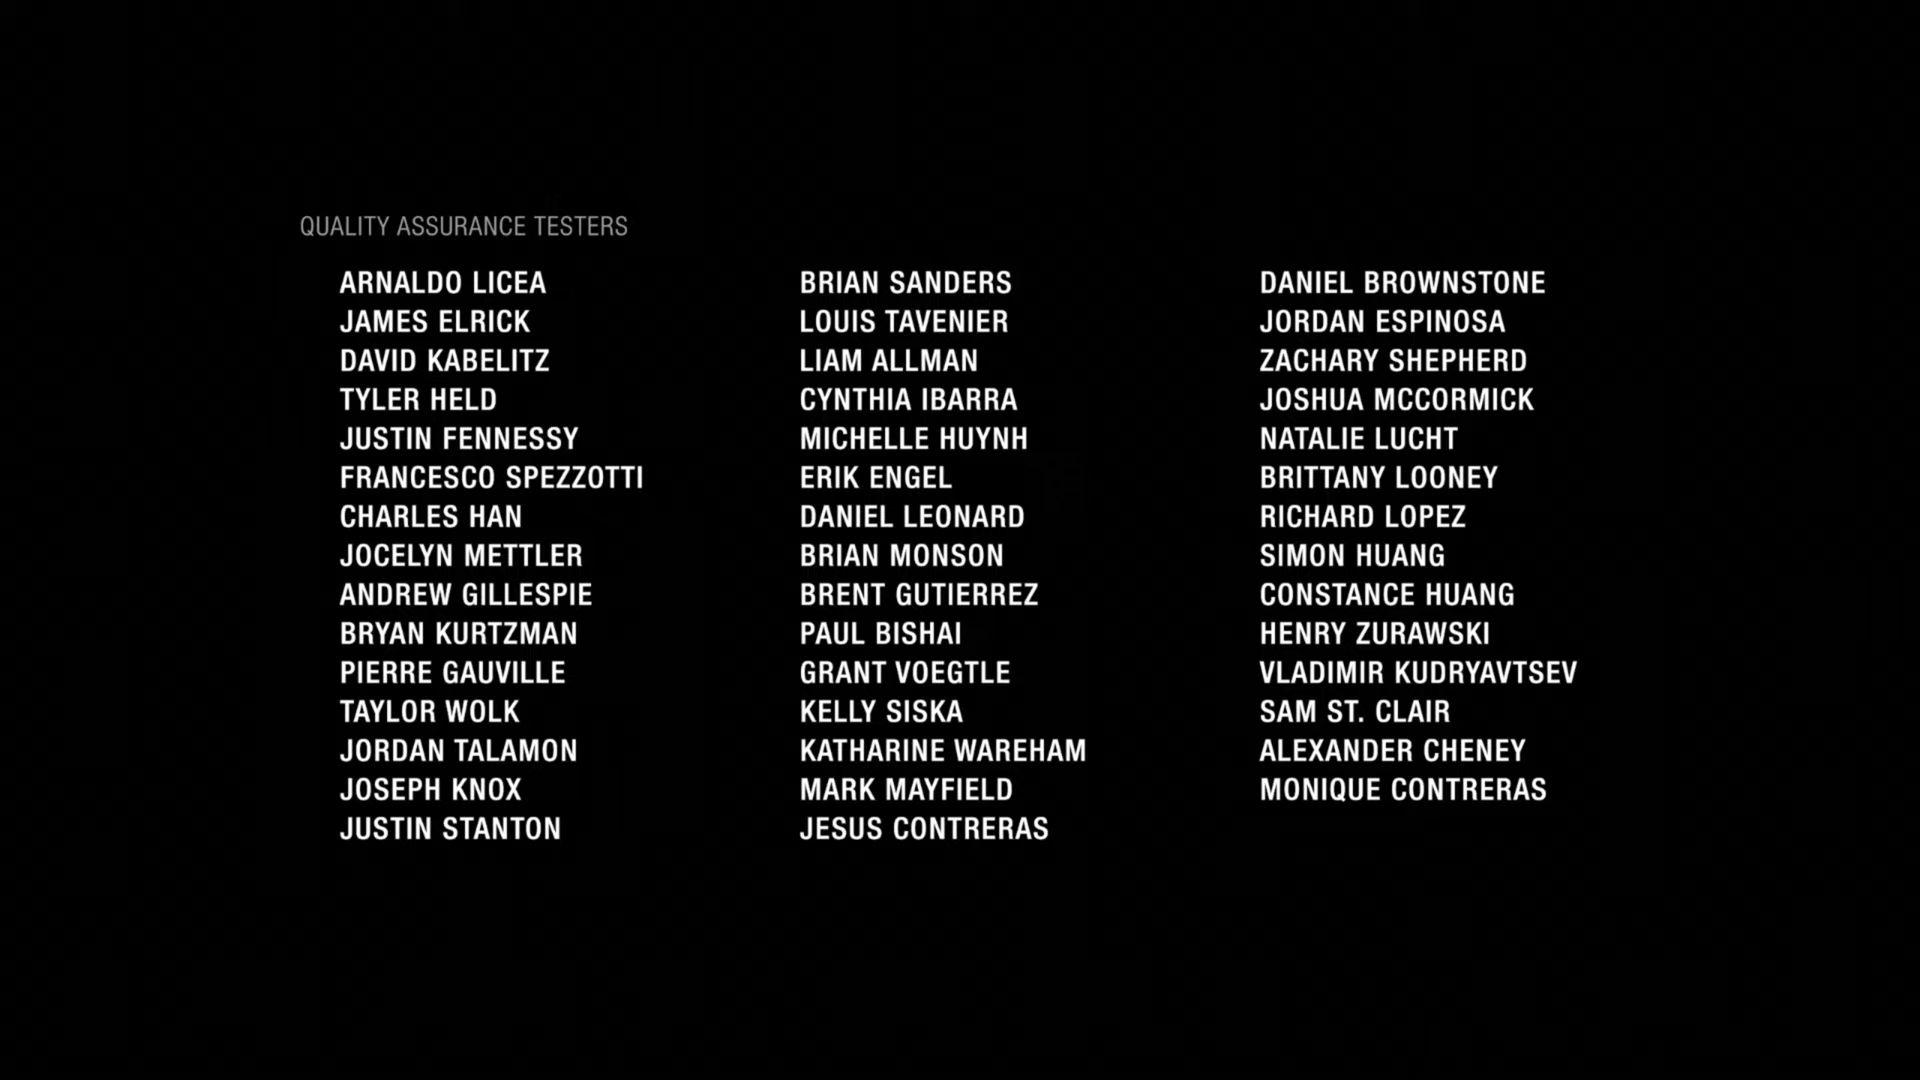 QUALITY ASSURANCE TESTERS
ARNALDO LICEA
JAMES ELRICK
DAVID KABELITZ
TYLER HELD
JUSTIN FENNESSY
FRANCESCO SPEZZOTTI
CHARLES HAN
JOCELYN METTLER
ANDREW GILLESPIE
BRYAN KURTZMAN
PIERRE GAUVILLE
TAYLOR WOLK
JORDAN TALAMON
JOSEPH KNOX
JUSTIN STANTON
BRIAN SANDERS
LOUIS TAVENIER
LIAM ALLMAN
CYNTHIA IBARRA
MICHELLE HUYNH
ERIK ENGEL
DANIEL LEONARD
BRIAN MONSON
BRENT GUTIERREZ
PAUL BISHAI
GRANT VOEGTLE
KELLY SISKA
KATHARINE WAREHAM
MARK MAYFIELD
JESUS CONTRERAS
DANIEL BROWNSTONE
JORDAN ESPINOSA
ZACHARY SHEPHERD
JOSHUA MCCORMICK
NATALIE LUCHT
BRITTANY LOONEY
RICHARD LOPEZ
SIMON HUANG
CONSTANCE HUANG
HENRY ZURAWSKI
VLADIMIR KUDRYAVTSEV
SAM ST. CLAIR
ALEXANDER CHENEY
MONIQUE CONTRERAS